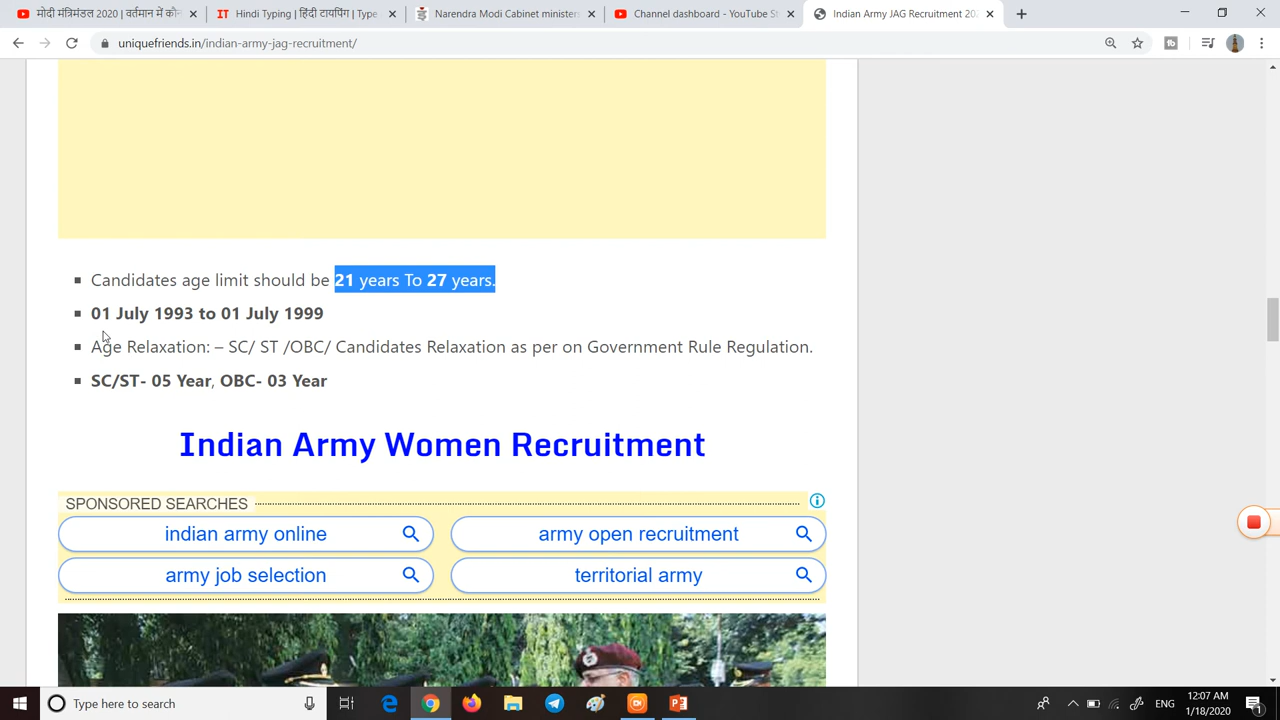 मोदी मंत्रिमंडल 2020 | वर्तमान में कौन
Hindi Typing | हिंदी टायपिंग | Type
Narendra Modi Cabinet ministers
Channel dashboard - YouTube St
Indian Army JAG Recruitment 202
uniquefriends.in/indian-army-jag-recruitment/
Candidates age limit should be 21 years To 27 years.
01 July 1993 to 01 July 1999
Age Relaxation: – SC/ ST /OBC/ Candidates Relaxation as per on Government Rule Regulation.
SC/ST- 05 Year, OBC- 03 Year
Indian Army Women Recruitment
SPONSORED SEARCHES
indian army online
army open recruitment
army job selection
territorial army
Type here to search
ENG
12:07 AM
1/18/2020